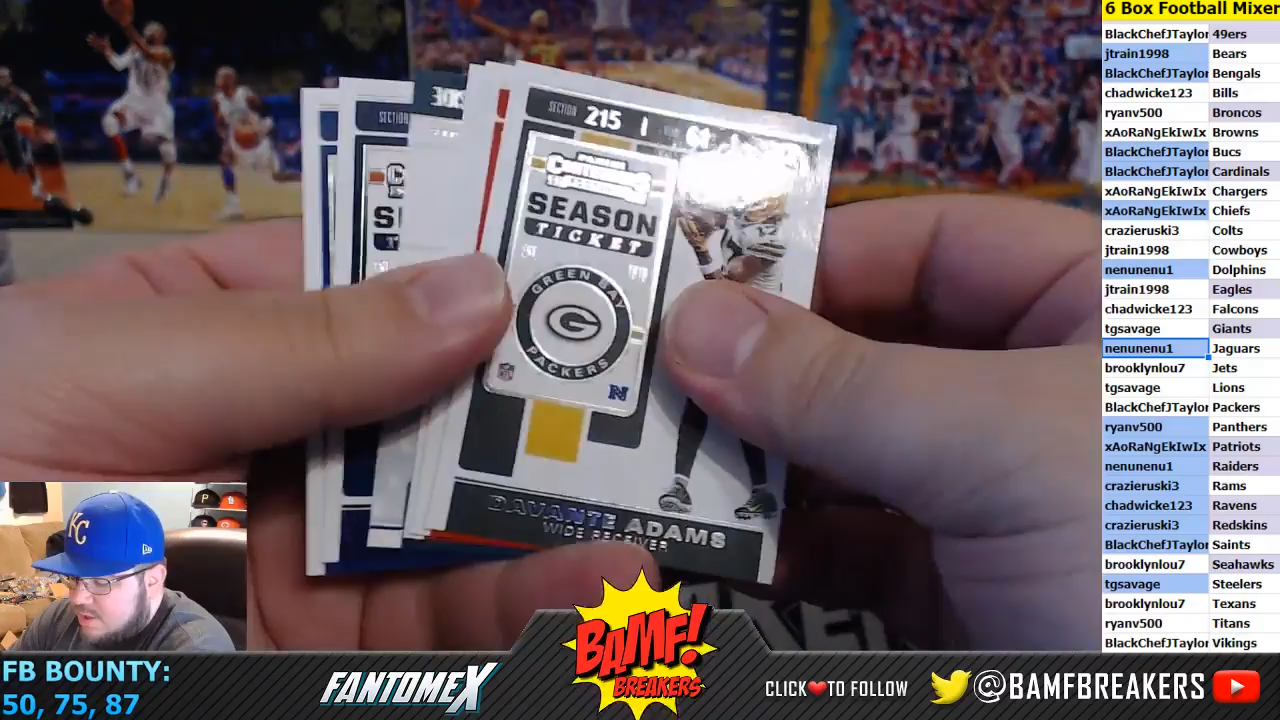 6 Box Football Mixer
BlackChefJTaylor 49ers
jtrain1998 Bears
BlackChefJTaylor Bengals
chadwicke123 Bills
ryanv500 Broncos
xAoRaNgEkIwIx Browns
BlackChefJTaylor Bucs
BlackChefJTaylor Cardinals
xAoRaNgEkIwIx Chargers
xAoRaNgEkIwIx Chiefs
crazieruski3 Colts
jtrain1998 Cowboys
nenunenu1 Dolphins
jtrain1998 Eagles
chadwicke123 Falcons
tgsavage Giants
nenunenu1 Jaguars
brooklynlou7 Jets
tgsavage Lions
BlackChefJTaylor Packers
ryanv500 Panthers
xAoRaNgEkIwIx Patriots
nenunenu1 Raiders
crazieruski3 Rams
chadwicke123 Ravens
crazieruski3 Redskins
BlackChefJTaylor Saints
brooklynlou7 Seahawks
tgsavage Steelers
brooklynlou7 Texans
ryanv500 Titans
BlackChefJTaylor Vikings
SECTION 215
SECTION
CONTENDERS
SEASON
TICKET
GREEN BAY
G
PACKERS
NFL
N
DAVANTE ADAMS
WIDE RECEIVER
KC
P
FB BOUNTY:
50, 75, 87
FANTOMEX
BAMF!
BREAKERS
CLICK❤TO FOLLOW
@BAMFBREAKERS